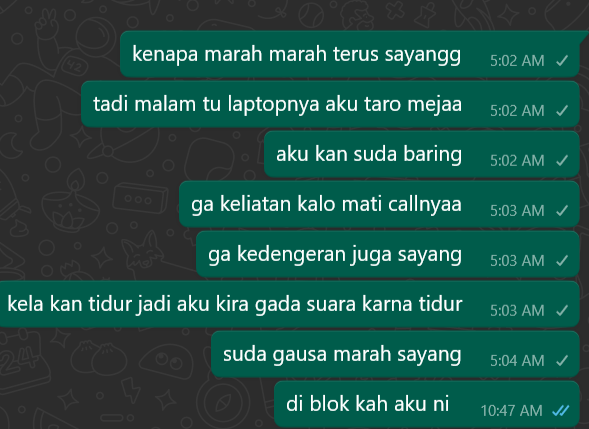 kenapa marah marah terus sayangg 5:02 AM
tadi malam tu laptopnya aku taro mejaa 5:02 AM
aku kan suda baring 5:02 AM
ga keliatan kalo mati callnyaa 5:03 AM
ga kedengeran juga sayang 5:03 AM
kela kan tidur jadi aku kira gada suara karna tidur 5:03 AM
suda gausa marah sayang 5:04 AM
di blok kah aku ni 10:47 AM